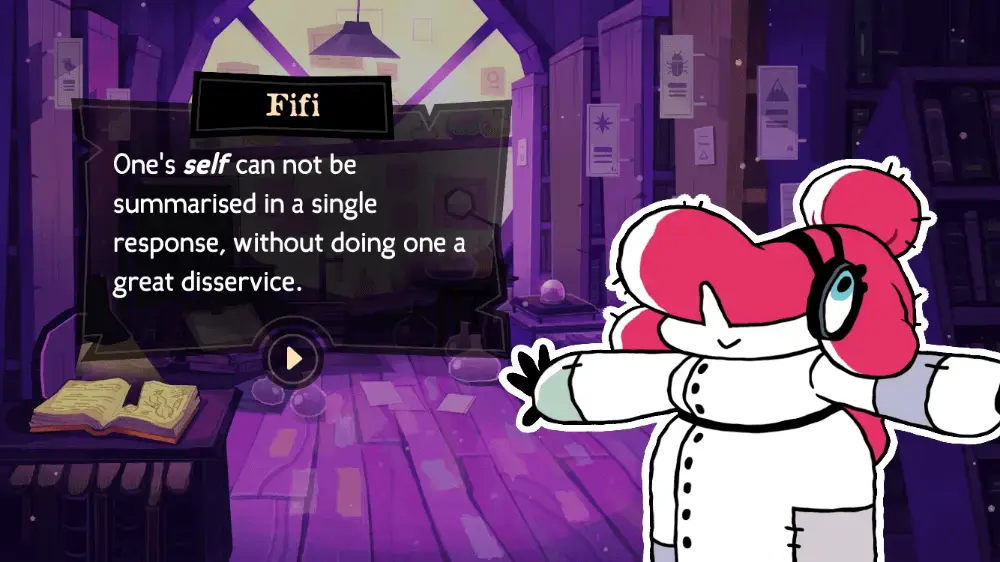 Fifi
One's self can not be
summarised in a single
response, without doing one a
great disservice.